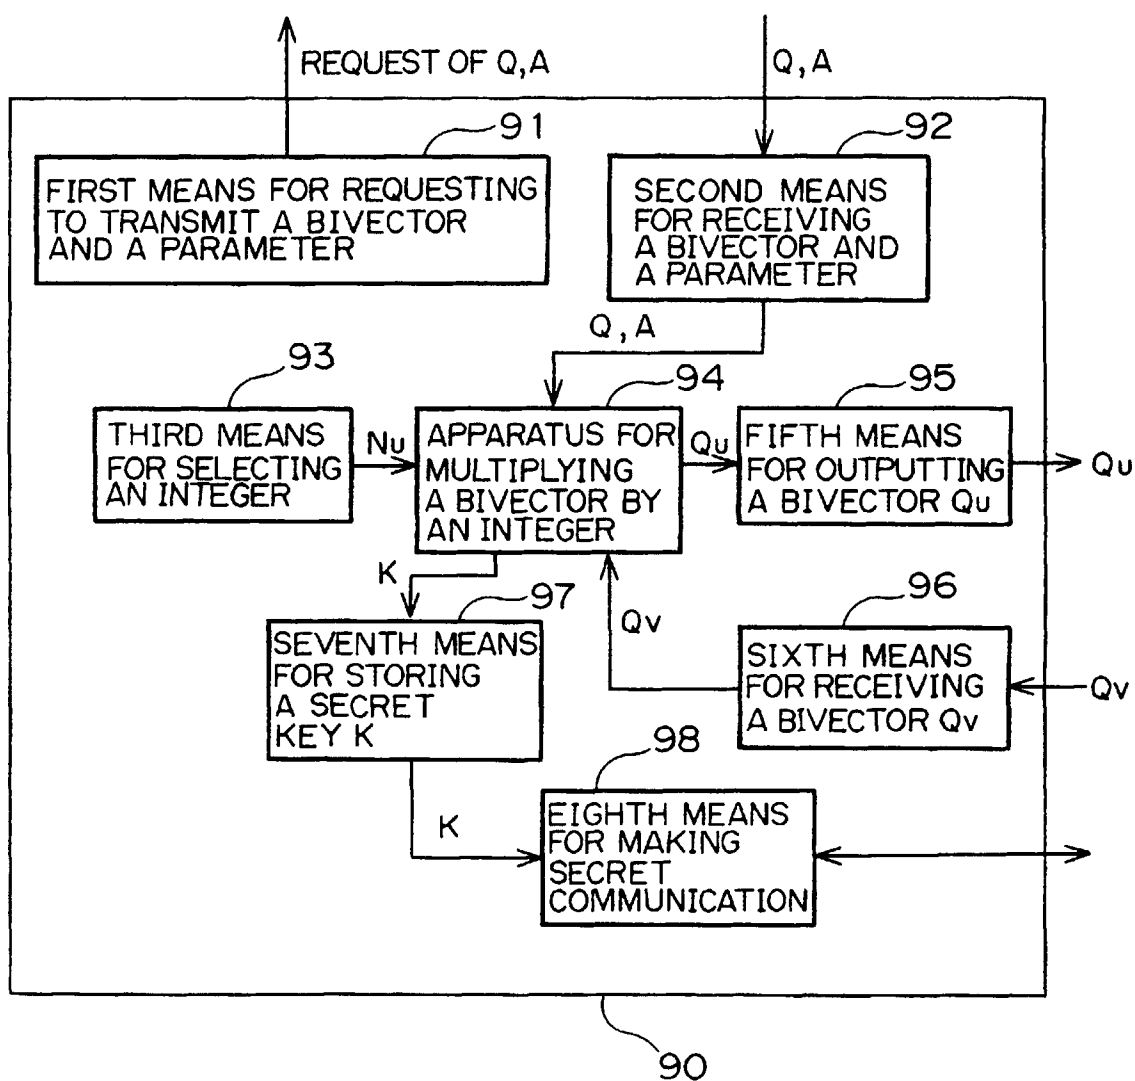 REQUEST OF Q,A
Q,A
91
92
FIRST MEANS FOR REQUESTING
TO TRANSMIT A BIVECTOR
AND A PARAMETER
SECOND MEANS
FOR RECEIVING
A BIVECTOR AND
A PARAMETER
Q,A
93
94
95
THIRD MEANS
FOR SELECTING
AN INTEGER
Nu
APPARATUS FOR
MULTIPLYING
A BIVECTOR BY
AN INTEGER
Qu
FIFTH MEANS
FOR OUTPUTTING
A BIVECTOR Qu
Qu
K
97
Qv
96
SEVENTH MEANS
FOR STORING
A SECRET
KEY K
SIXTH MEANS
FOR RECEIVING
A BIVECTOR Qv
Qv
98
K
EIGHTH MEANS
FOR MAKING
SECRET
COMMUNICATION
90